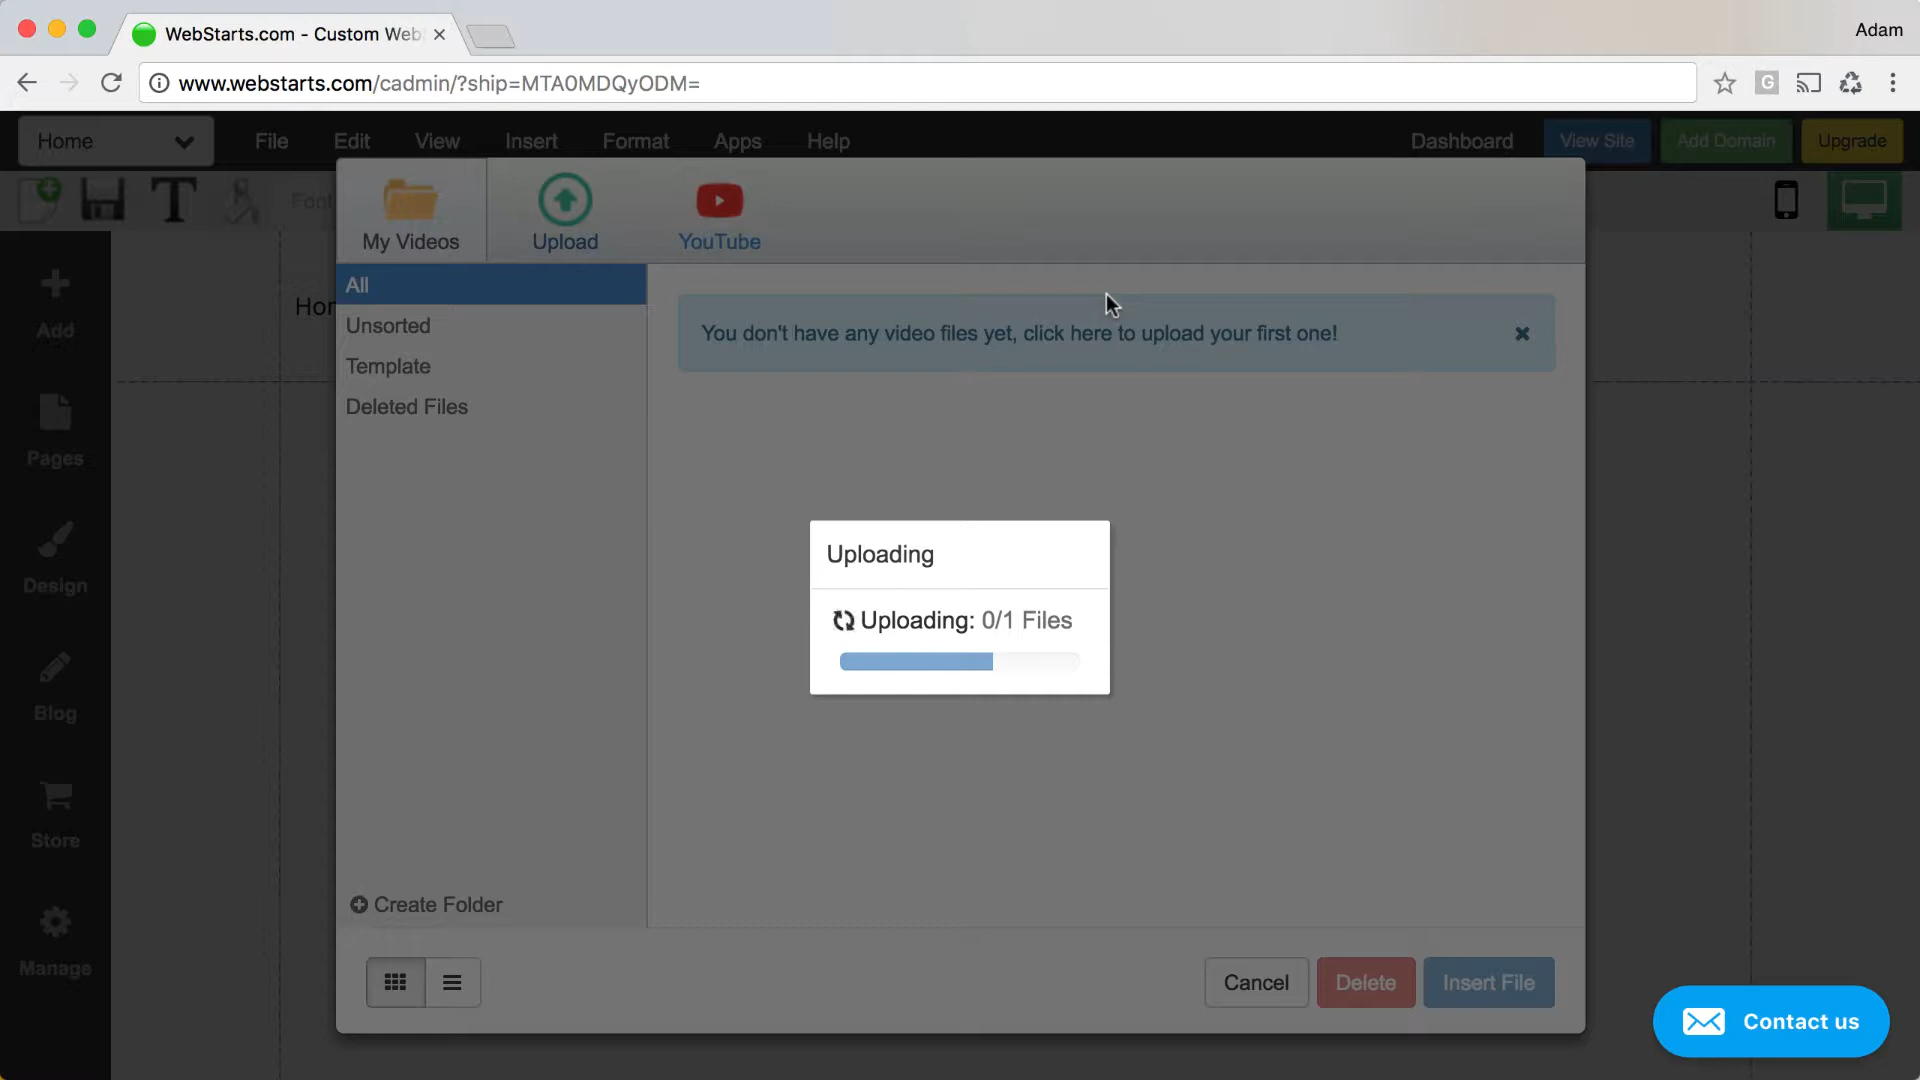 WebStarts.com - Custom Web
Adam
www.webstarts.com/cadmin/?ship=MTA0MDQyODM=
G
Home
File
Edit
View
Insert
Format
Apps
Help
Dashboard
View Site
Add Domain
Upgrade
T
Font
My Videos
Upload
YouTube
Add
Pages
Design
Blog
Store
Manage
Hom
All
Unsorted
Template
Deleted Files
You don't have any video files yet, click here to upload your first one!
Uploading
Uploading: 0/1 Files
Create Folder
Cancel
Delete
Insert File
Contact us